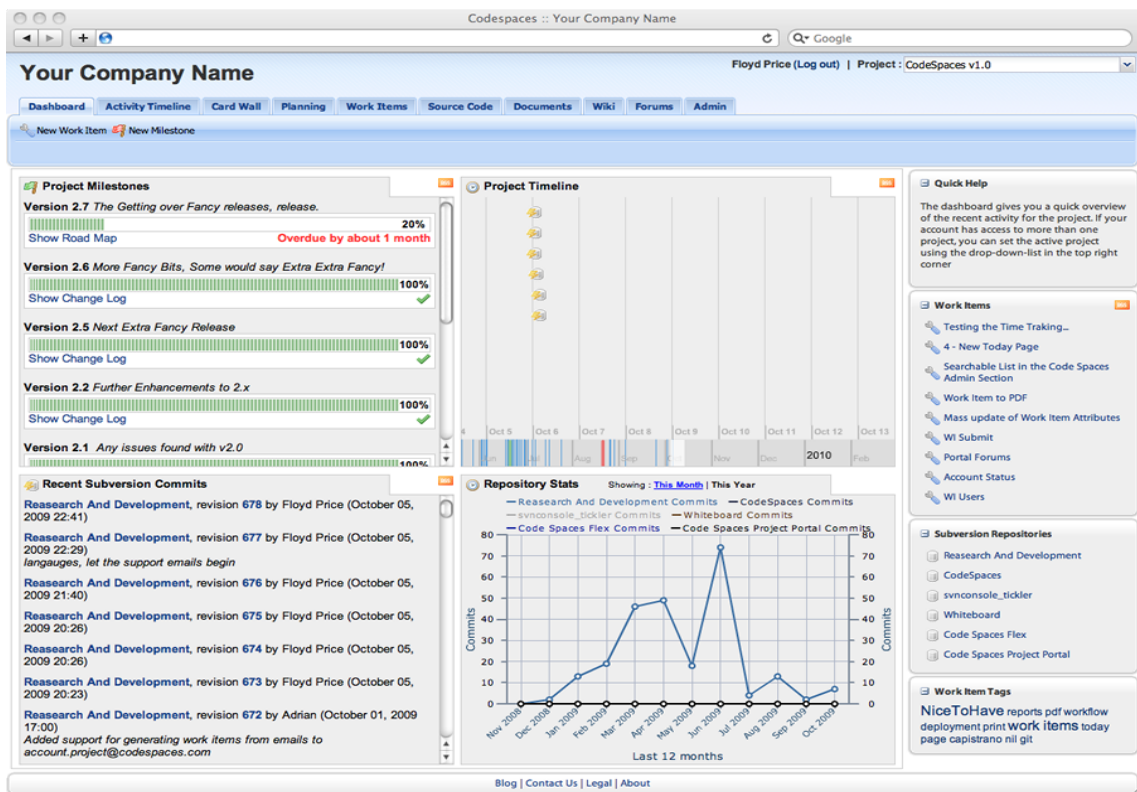 Codespaces :: Your Company Name
Google
Your Company Name
Floyd Price (Log out) | Project : CodeSpaces v1.0
Dashboard Activity Timeline Card Wall Planning Work Items Source Code Documents Wiki Forums Admin
New Work Item New Milestone
Project Milestones
Version 2.7 The Getting over Fancy releases, release.
20%
Show Road Map Overdue by about 1 month
Version 2.6 More Fancy Bits, Some would say Extra Extra Fancy!
100%
Show Change Log
Version 2.5 Next Extra Fancy Release
100%
Show Change Log
Version 2.2 Further Enhancements to 2.x
100%
Show Change Log
Version 2.1 Any issues found with v2.0
100%
Project Timeline
4 Oct 5 Oct 6 Oct 7 Oct 8 Oct 9 Oct 10 Oct 11 Oct 12 Oct 13
Aug Nov Dec 2010 Feb
Recent Subversion Commits
Reasearch And Development, revision 678 by Floyd Price (October 05,
2009 22:41)
Reasearch And Development, revision 677 by Floyd Price (October 05,
2009 22:29)
langauges, let the support emails begin
Reasearch And Development, revision 676 by Floyd Price (October 05,
2009 21:40)
Reasearch And Development, revision 675 by Floyd Price (October 05,
2009 20:26)
Reasearch And Development, revision 674 by Floyd Price (October 05,
2009 20:26)
Reasearch And Development, revision 673 by Floyd Price (October 05,
2009 20:23)
Reasearch And Development, revision 672 by Adrian (October 01, 2009
17:00)
Added support for generating work items from emails to
account.project@codespaces.com
Repository Stats Showing : This Month | This Year
Reasearch And Development Commits CodeSpaces Commits
svnconsole_tickler Commits Whiteboard Commits
Code Spaces Flex Commits Code Spaces Project Portal Commits
80 80
70 70
60 60
50 50
40 40
30 30
20 20
10 10
0 0
Commits
Commits
Nov 2008 Dec 2008 Jan 2009 Feb 2009 Mar 2009 Apr 2009 May 2009 Jun 2009 Jul 2009 Aug 2009 Sep 2009 Oct 2009
Last 12 months
Quick Help
The dashboard gives you a quick overview
of the recent activity for the project. If your
account has access to more than one
project, you can set the active project
using the drop-down-list in the top right
corner
Work Items
Testing the Time Traking...
4 - New Today Page
Searchable List in the Code Spaces
Admin Section
Work Item to PDF
Mass update of Work Item Attributes
WI Submit
Portal Forums
Account Status
WI Users
Subversion Repositories
Reasearch And Development
CodeSpaces
svnconsole_tickler
Whiteboard
Code Spaces Flex
Code Spaces Project Portal
Work Item Tags
NiceToHave reports pdf workflow
deployment print work items today
page capistrano nil git
Blog | Contact Us | Legal | About